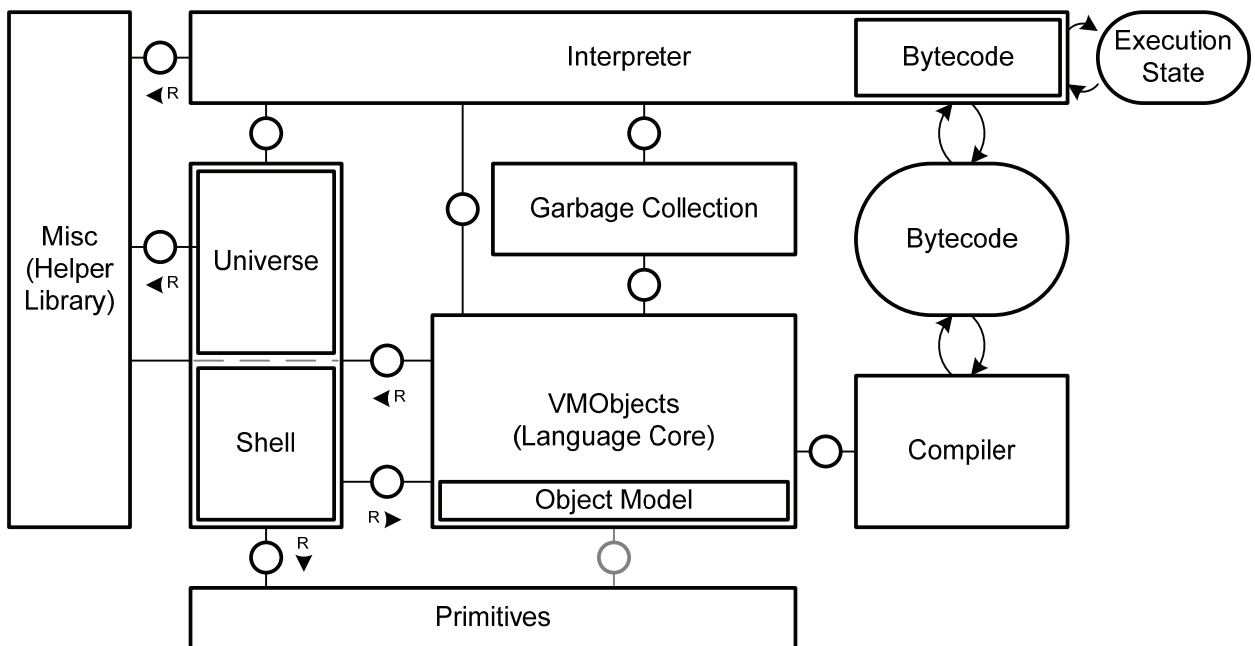 Interpreter
Bytecode
Execution
State
R
Misc
(Helper
Library)
Universe
R
Garbage Collection
Bytecode
R
VMObjects
(Language Core)
Shell
Compiler
Object Model
R
R
Primitives